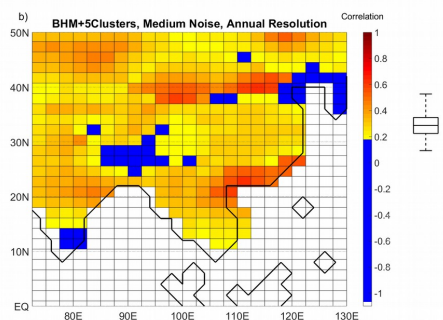 b)
BHM+5Clusters, Medium Noise, Annual Resolution
Correlation
50N
40N
30N
20N
10N
EQ
80E 90E 100E 110E 120E 130E
1
0.8
0.6
0.4
0.2
0
-0.2
-0.4
-0.6
-0.8
-1